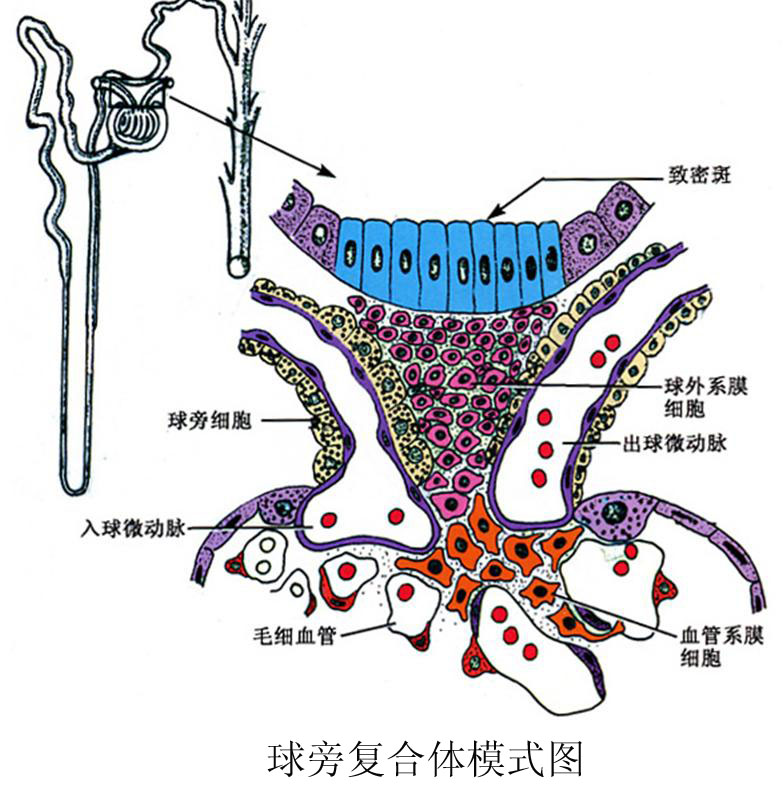 致密斑
球外系膜
细胞
球旁细胞
出球微动脉
入球微动脉
毛细血管
血管系膜
细胞
球旁复合体模式图